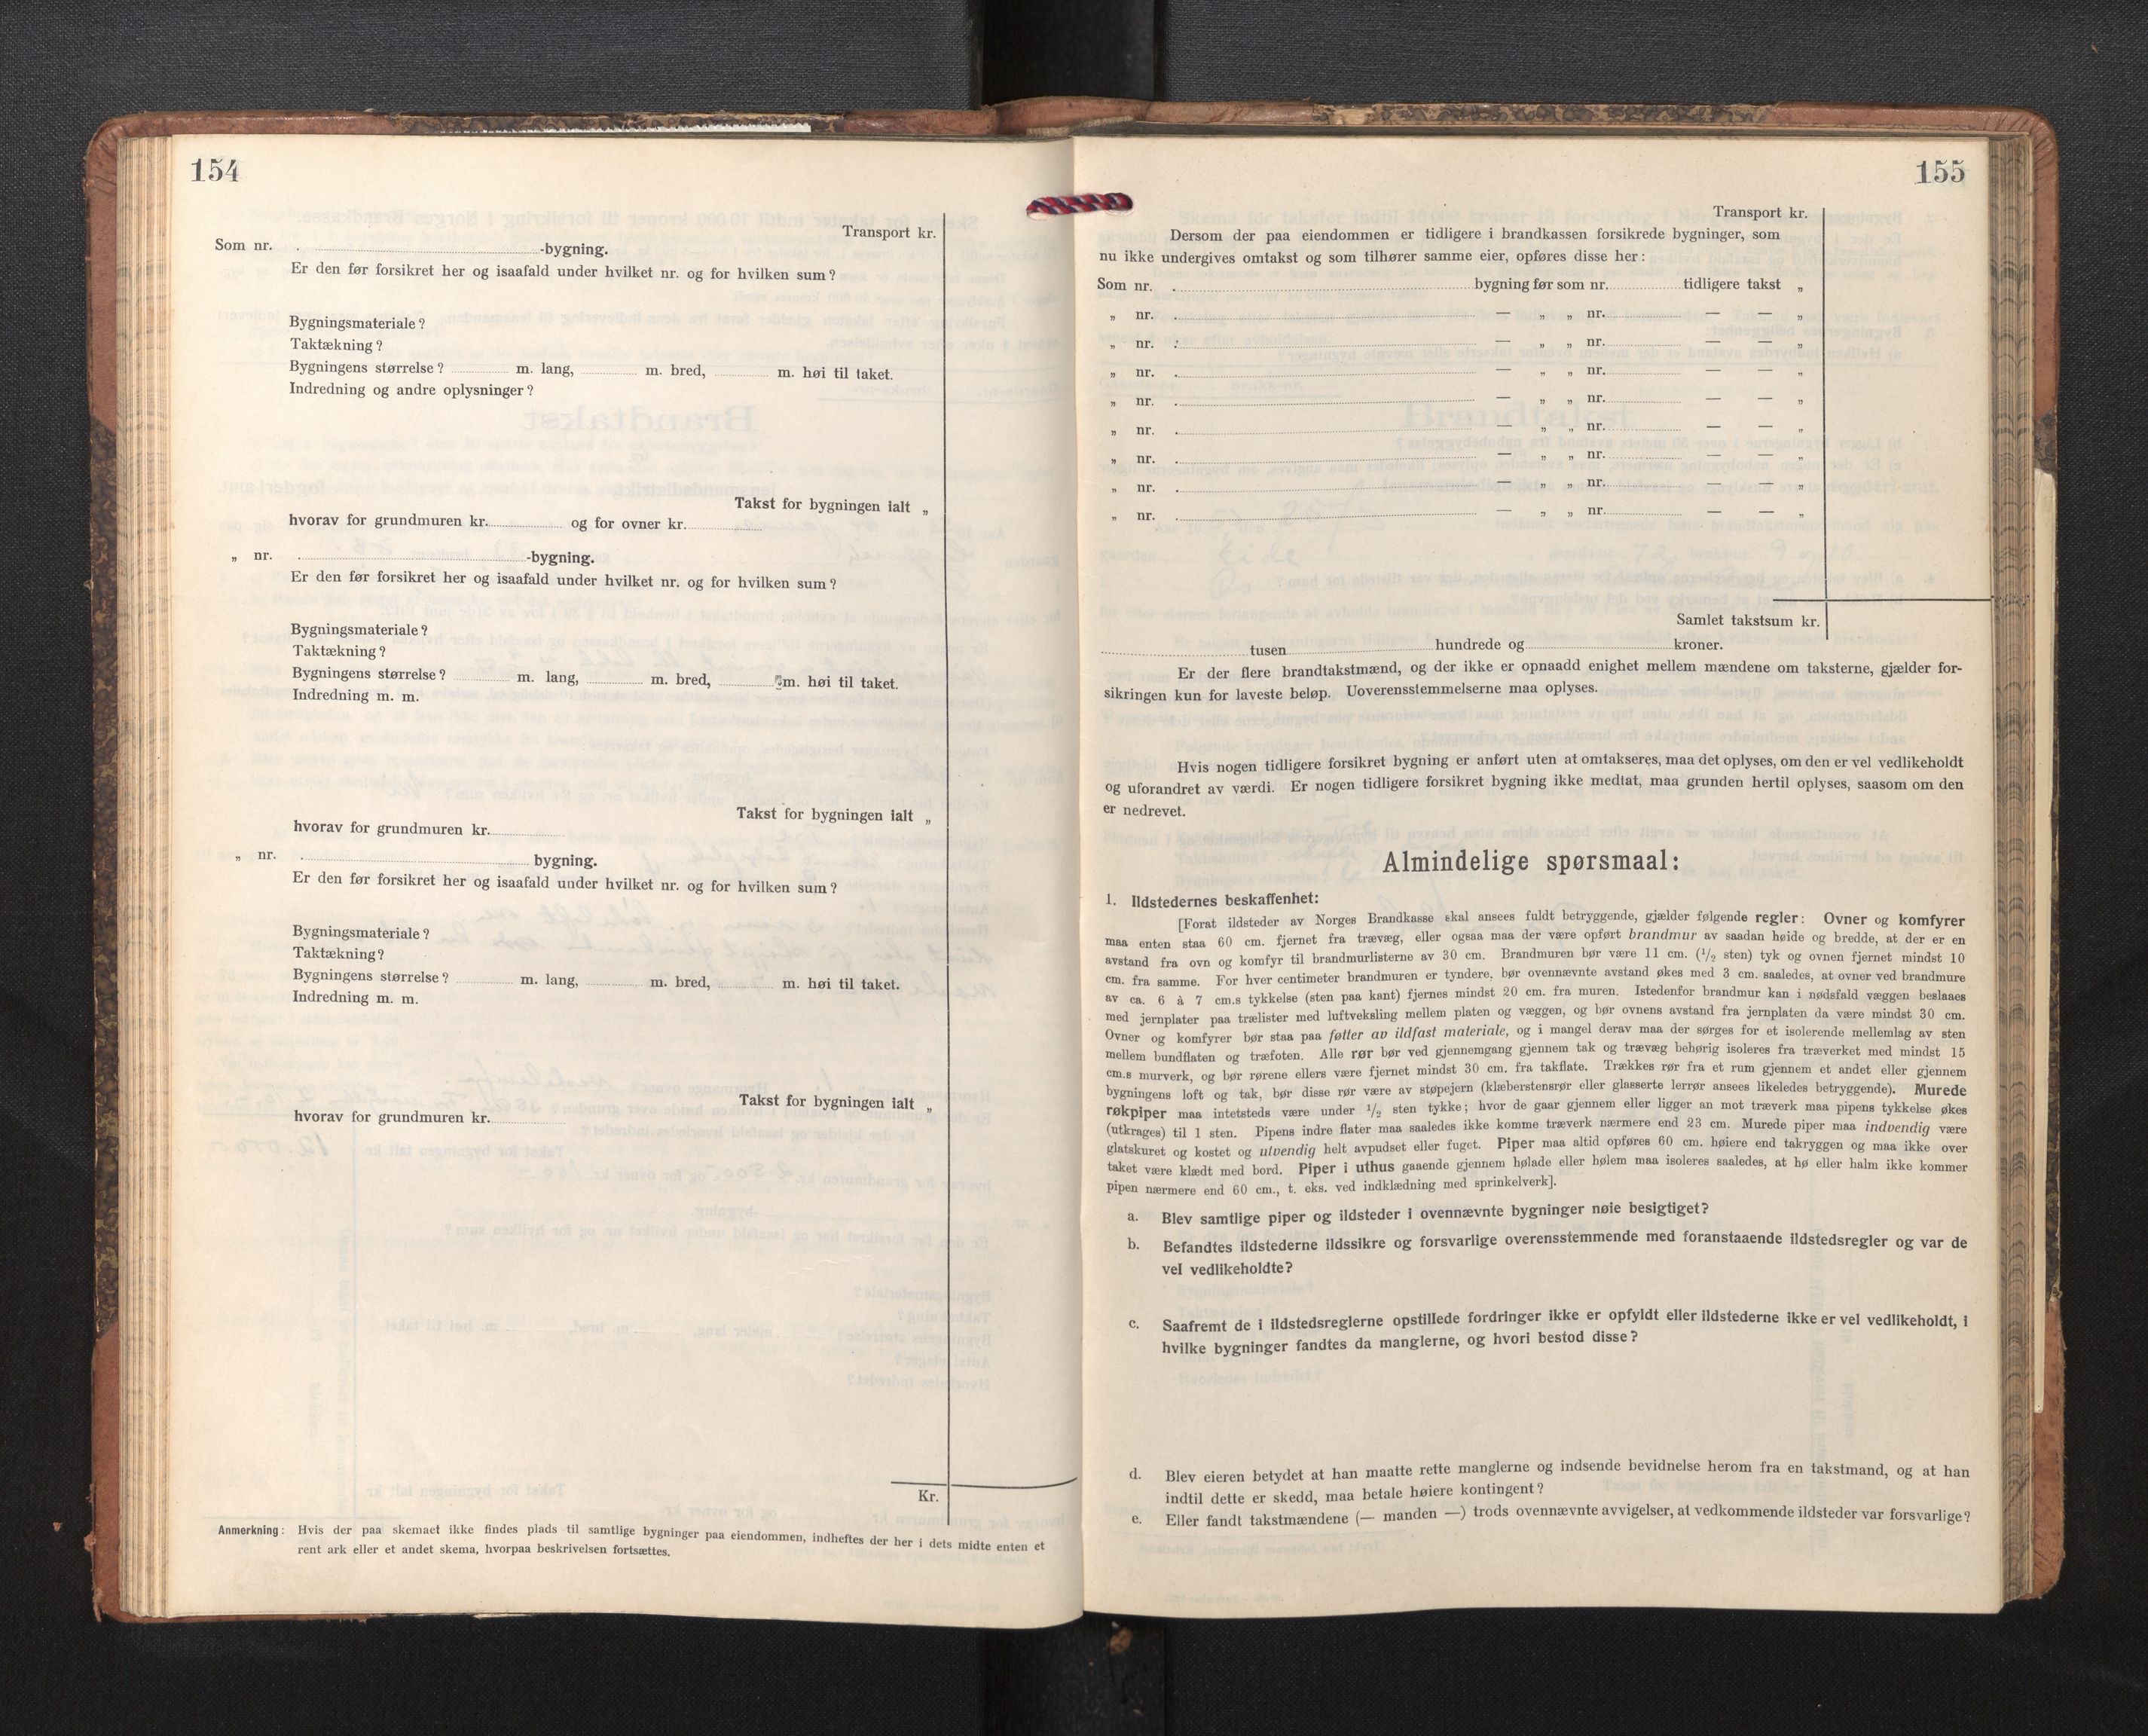 154
Transport kr.
Som nr. . -bygning.
Er den før forsikret her og isaafald under hvilket nr. og for hvilken sum?
Bygningsmateriale?
Taktækning?
Bygningens størrelse? m. lang, m. bred, m. høi til taket.
Indredning og andre oplysninger?
Takst for bygningen ialt „
hvorav for grundmuren kr. og for ovner kr.
„ nr. . -bygning.
Er den før forsikret her og isaafald under hvilket nr. og for hvilken sum?
Bygningsmateriale?
Taktækning?
Bygningens størrelse? m. lang, m. bred, m. høi til taket.
Indredning m. m.
Takst for bygningen ialt „
hvorav for grundmuren kr.
„ nr. . bygning.
Er den før forsikret her og isaafald under hvilket nr. og for hvilken sum?
Bygningsmateriale?
Taktækning?
Bygningens størrelse? m. lang, m. bred, m. høi til taket.
Indredning m. m.
Takst for bygningen ialt „
hvorav for grundmuren kr.
Kr.
Anmerkning: Hvis der paa skemaet ikke findes plads til samtlige bygninger paa eiendommen, indheftes der her i dets midte enten et
rent ark eller et andet skema, hvorpaa beskrivelsen fortsættes.
155
Transport kr.
Dersom der paa eiendommen er tidligere i brandkassen forsikrede bygninger, som
nu ikke undergives omtakst og som tilhører samme eier, opføres disse her:
Som nr. . bygning før som nr. tidligere takst „
„ nr. . — „ „ nr. — — „
„ nr. . — „ „ nr. — — „
„ nr. . — „ „ nr. — — „
„ nr. . — „ „ nr. — — „
„ nr. . — „ „ nr. — — „
„ nr. . — „ „ nr. — — „
„ nr. . — „ „ nr. — — „
„ nr. . — „ „ nr. — — „
Samlet takstsum kr.
tusen hundrede og kroner.
Er der flere brandtakstmænd, og der ikke er opnaadd enighet mellem mændene om taksterne, gjælder for-
sikringen kun for laveste beløp. Uoverensstemmelserne maa oplyses.
Hvis nogen tidligere forsikret bygning er anført uten at omtakseres, maa det oplyses, om den er vel vedlikeholdt
og uforandret av værdi. Er nogen tidligere forsikret bygning ikke medtat, maa grunden hertil oplyses, saasom om den
er nedrevet.
Almindelige spørsmaal:
1. Ildstedernes beskaffenhet:
[Forat ildsteder av Norges Brandkasse skal ansees fuldt betryggende, gjælder følgende regler: Ovner og komfyrer
maa enten staa 60 cm. fjernet fra trævæg, eller ogsaa maa der være opført brandmur av saadan høide og bredde, at der er en
avstand fra ovn og komfyr til brandmurlisterne av 30 cm. Brandmuren bør være 11 cm. (1/2 sten) tyk og ovnen fjernet mindst 10
cm. fra samme. For hver centimeter brandmuren er tyndere, bør ovennævnte avstand økes med 3 cm. saaledes, at ovner ved brandmure
av ca. 6 à 7 cm.s tykkelse (sten paa kant) fjernes mindst 20 cm. fra muren. Istedenfor brandmur kan i nødsfald væggen beslaaes
med jernplater paa trælister med luftveksling mellem platen og væggen, og bør ovnens avstand fra jernplaten da være mindst 30 cm.
Ovner og komfyrer bør staa paa føtter av ildfast materiale, og i mangel derav maa der sørges for et isolerende mellemlag av sten
mellem bundflaten og træfoten. Alle rør bør ved gjennemgang gjennem tak og trævæg behørig isoleres fra træverket med mindst 15
cm.s murverk, og bør rørene ellers være fjernet mindst 30 cm. fra takflate. Trækkes rør fra et rum gjennem et andet eller gjennem
bygningens loft og tak, bør disse rør være av støpejern (klæberstensrør eller glasserte lerrør ansees likeledes betryggende). Murede
røkpiper maa intetsteds være under 1/2 sten tykke; hvor de gaar gjennem eller ligger an mot træverk maa pipens tykkelse økes
(utkrages) til 1 sten. Pipens indre flater maa saaledes ikke komme træverk nærmere end 23 cm. Murede piper maa indvendig være
glatskuret og kostet og utvendig helt avpudset eller fuget. Piper maa altid opføres 60 cm. høiere end takryggen og maa ikke over
taket være klædt med bord. Piper i uthus gaaende gjennem hølade eller hølem maa isoleres saaledes, at hø eller halm ikke kommer
pipen nærmere end 60 cm., t. eks. ved indklædning med sprinkelverk].
a. Blev samtlige piper og ildsteder i ovennævnte bygninger nøie besigtiget?
b. Befandtes ildstederne ildssikre og forsvarlige overensstemmende med foranstaaende ildstedsregler og var de
vel vedlikeholdte?
c. Saafremt de i ildstedsreglerne opstillede fordringer ikke er opfyldt eller ildstederne ikke er vel vedlikeholdt, i
hvilke bygninger fandtes da manglerne, og hvori bestod disse?
d. Blev eieren betydet at han maatte rette manglerne og indsende bevidnelse herom fra en takstmand, og at han
indtil dette er skedd, maa betale høiere kontingent?
e. Eller fandt takstmændene (— manden —) trods ovennævnte avvigelser, at vedkommende ildsteder var forsvarlige?